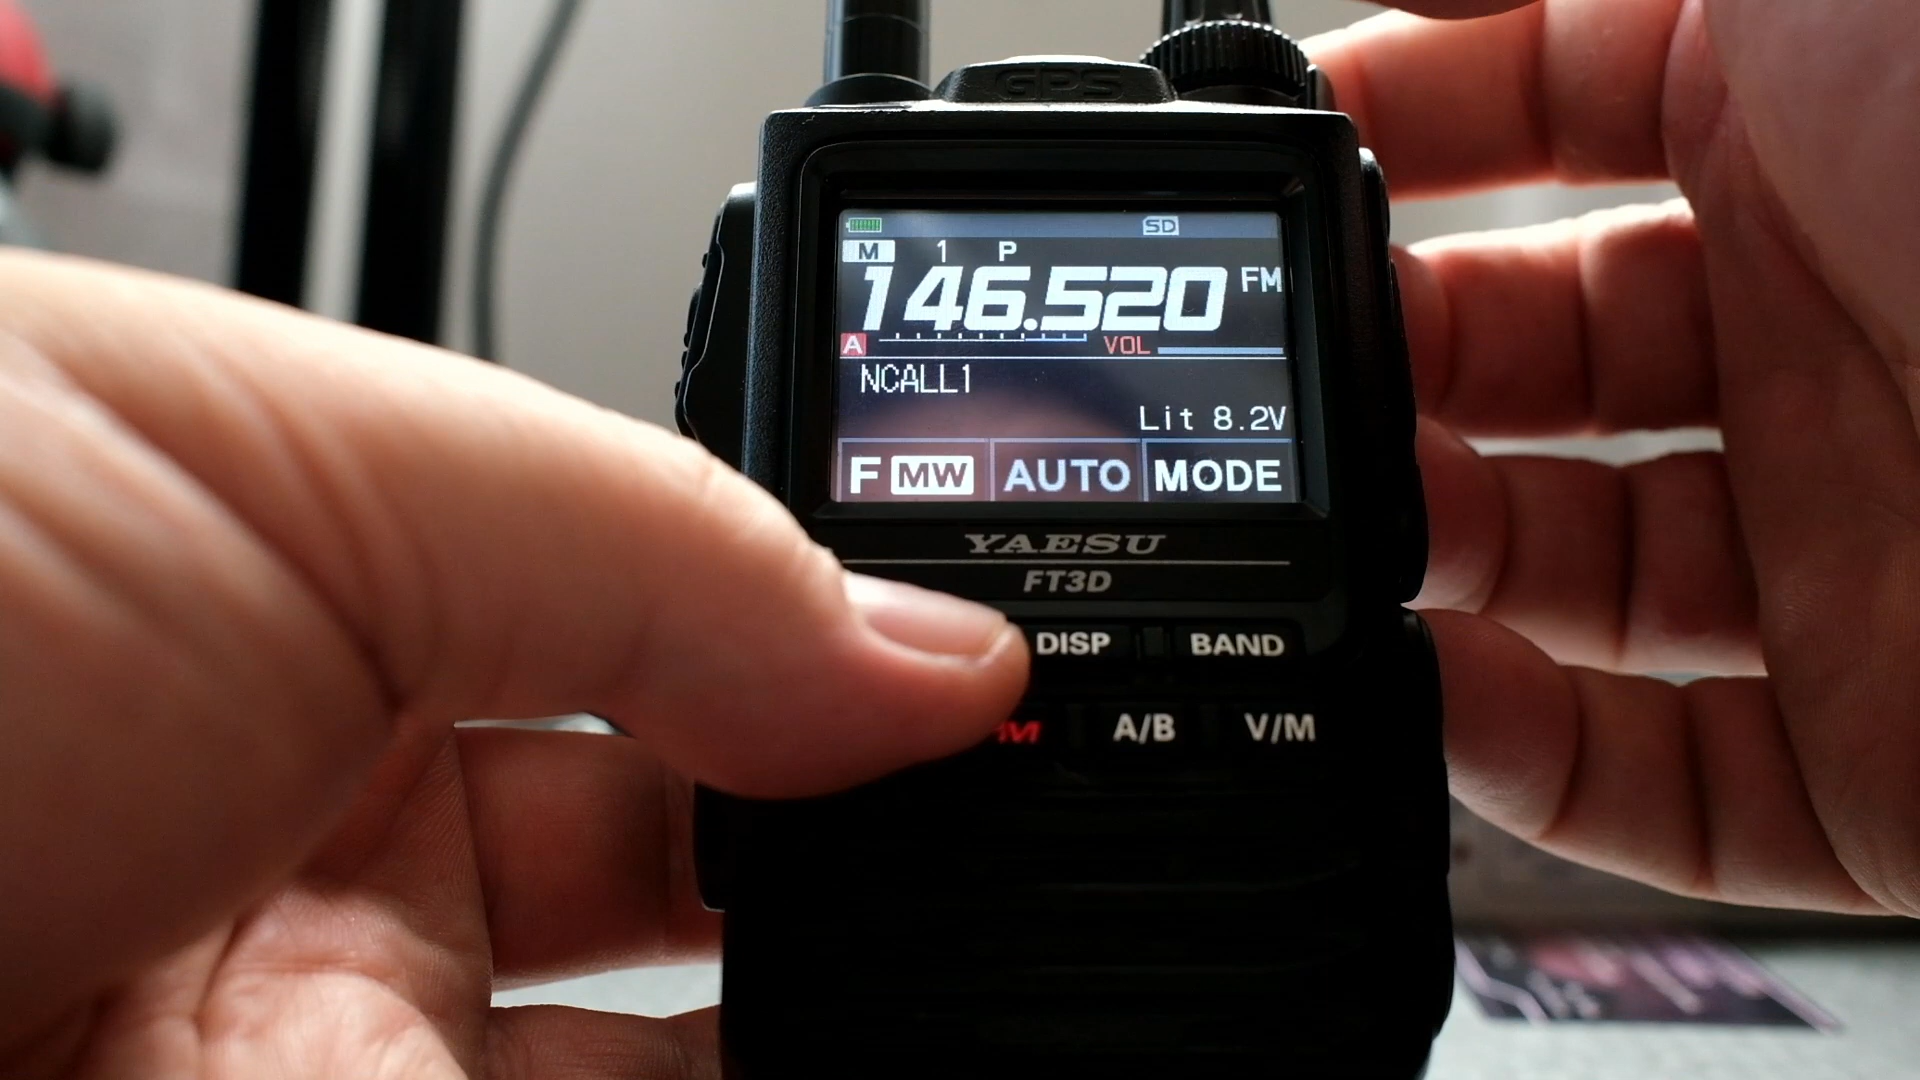 GPS
SD
M 1 P
146.520 FM
A VOL
NCALL1
Lit 8.2V
F MW AUTO MODE
YAESU
FT3D
DISP BAND
A/B V/M